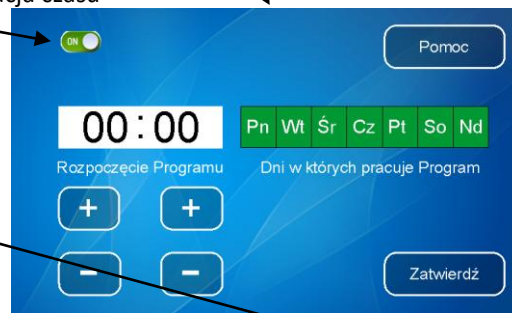 ON
Pomoc
00:00
Pn Wt Śr Cz Pt So Nd
Rozpoczęcie Programu
Dni w których pracuje Program
+ +
- -
Zatwierdź